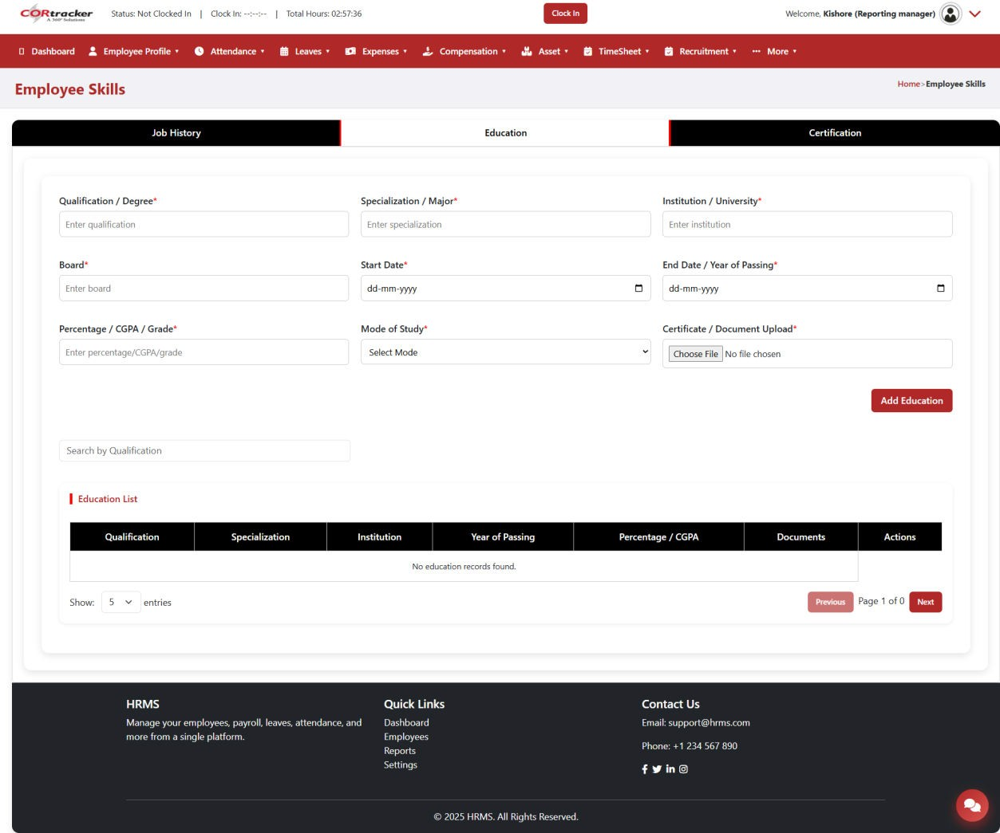 CORtracker
A 360° Solutions
Status: Not Clocked In | Clock In: --:--:-- | Total Hours: 02:57:36
Clock In
Welcome, Kishore (Reporting manager)
Dashboard Employee Profile Attendance Leaves Expenses Compensation Asset TimeSheet Recruitment More
Employee Skills
Home>Employee Skills
Job History Education Certification
Qualification / Degree* Specialization / Major* Institution / University*
Enter qualification Enter specialization Enter institution
Board* Start Date* End Date / Year of Passing*
Enter board dd-mm-yyyy dd-mm-yyyy
Percentage / CGPA / Grade* Mode of Study* Certificate / Document Upload*
Enter percentage/CGPA/grade Select Mode Choose File No file chosen
Add Education
Search by Qualification
Education List
Qualification Specialization Institution Year of Passing Percentage / CGPA Documents Actions
No education records found.
Show: 5 entries Previous Page 1 of 0 Next
HRMS
Manage your employees, payroll, leaves, attendance, and
more from a single platform.
Quick Links
Dashboard
Employees
Reports
Settings
Contact Us
Email: support@hrms.com
Phone: +1 234 567 890
© 2025 HRMS. All Rights Reserved.